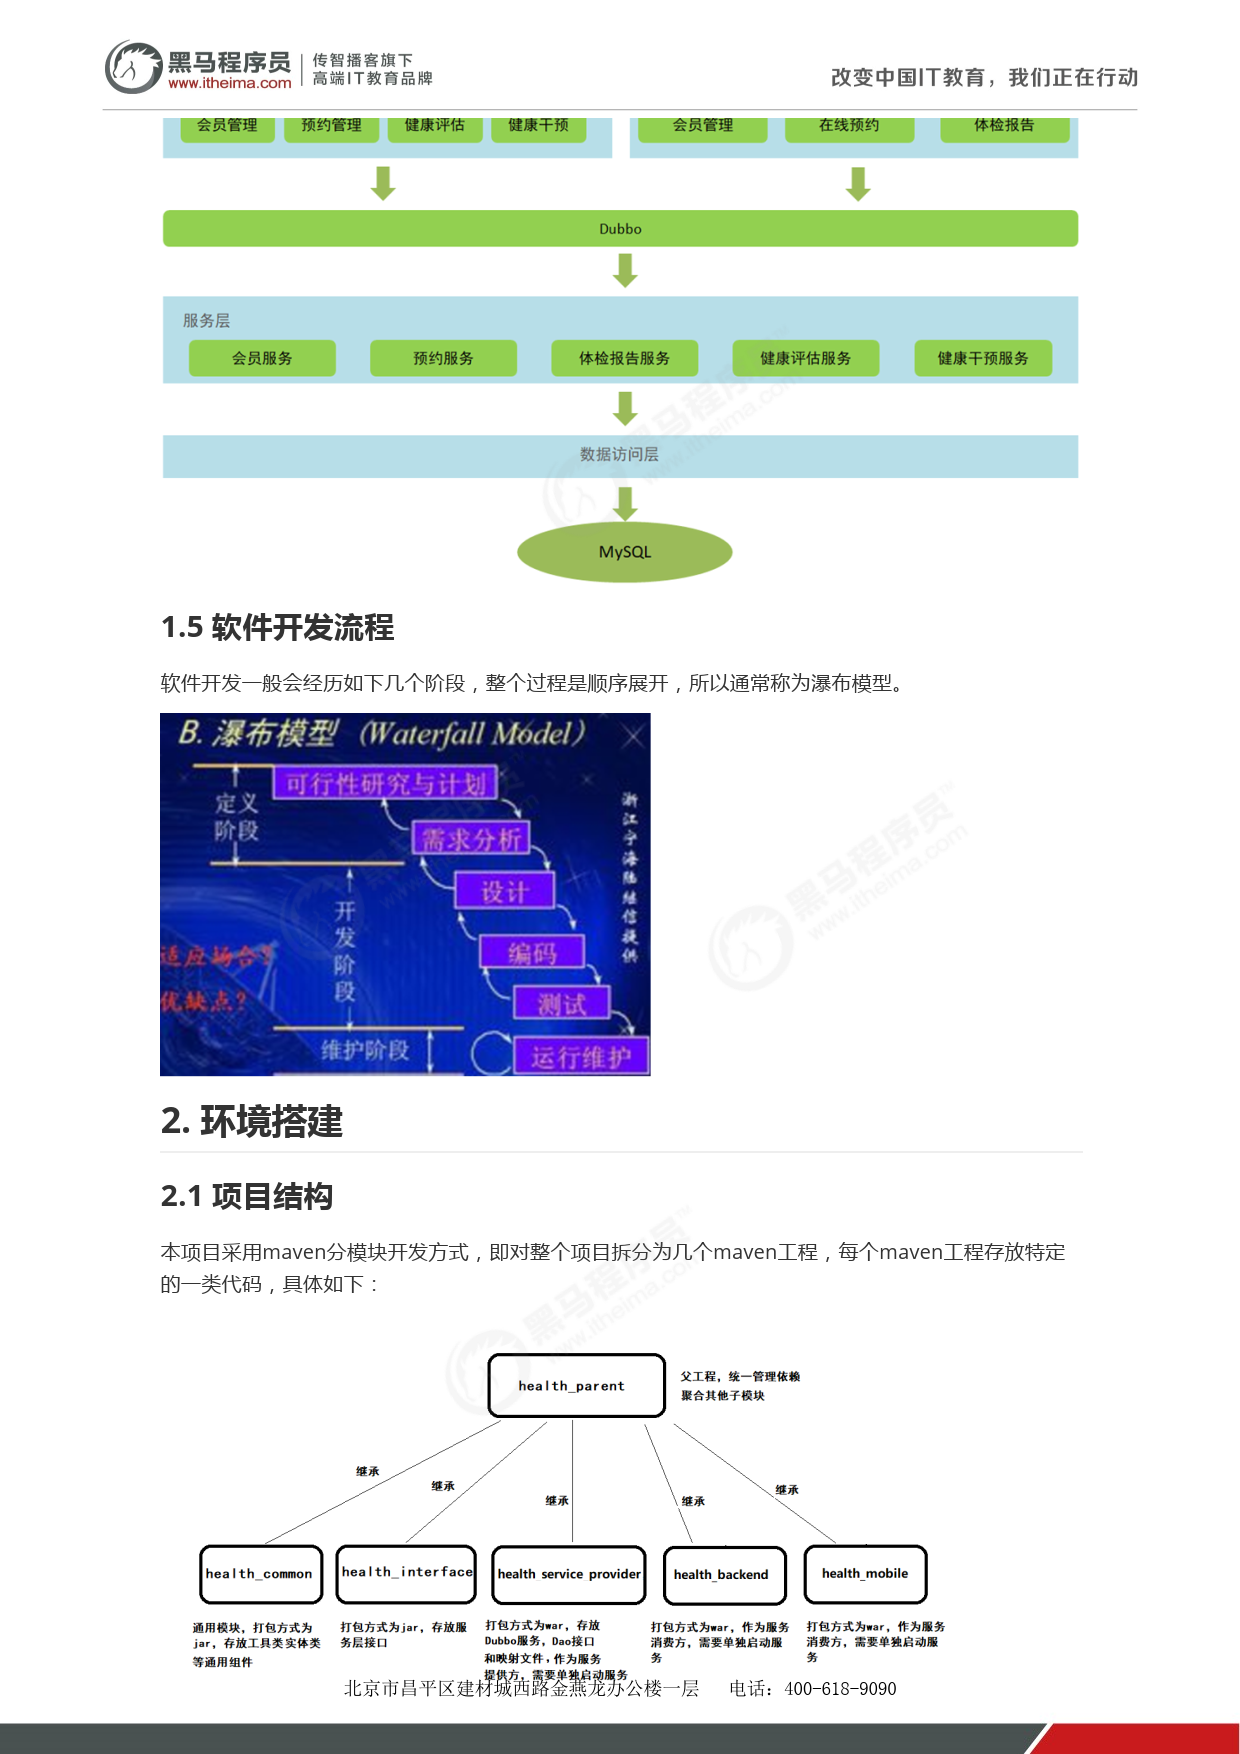 黑马程序员
www.itheima.com
传智播客旗下
高端IT教育品牌
改变中国IT教育，我们正在行动
会员管理 预约管理 健康评估 健康干预 会员管理 在线预约 体检报告
Dubbo
服务层
会员服务 预约服务 体检报告服务 健康评估服务 健康干预服务
数据访问层
MySQL
1.5 软件开发流程
软件开发一般会经历如下几个阶段，整个过程是顺序展开，所以通常称为瀑布模型。
B. 瀑布模型 （Waterfall Model）
可行性研究与计划
定义
阶段
需求分析
设计
编码
测试
运行维护
开发阶段
维护阶段
适应场合？
优缺点？
2. 环境搭建
2.1 项目结构
本项目采用maven分模块开发方式，即对整个项目拆分为几个maven工程，每个maven工程存放特定
的一类代码，具体如下：
health_parent
父工程，统一管理依赖
聚合其他子模块
继承 继承 继承 继承 继承
health_common health_interface health service provider health_backend health_mobile
通用模块，打包方式为
jar，存放工具类实体类
等通用组件
打包方式为jar，存放服
务层接口
打包方式为war，存放
Dubbo服务，Dao接口
和映射文件，作为服务
提供方，需要单独启动服务
打包方式为war，作为服务
消费方，需要单独启动服
务
打包方式为war，作为服务
消费方，需要单独启动服
务
北京市昌平区建材城西路金燕龙办公楼一层 电话：400-618-9090